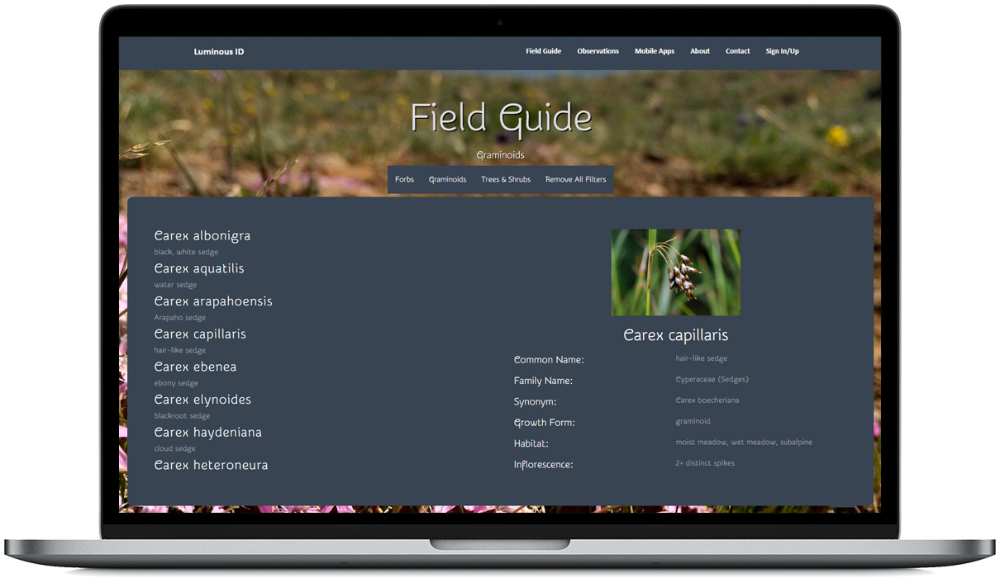 Luminous ID
Field Guide Observations Mobile Apps About Contact Sign In/Up
Field Guide
Graminoids
Forbs Graminoids Trees & Shrubs Remove All Filters
Carex albonigra
black, white sedge
Carex aquatilis
water sedge
Carex arapahoensis
Arapaho sedge
Carex capillaris
hair-like sedge
Carex ebenea
ebony sedge
Carex elynoides
blackroot sedge
Carex haydeniana
cloud sedge
Carex heteroneura
Carex capillaris
Common Name: hair-like sedge
Family Name: Cyperaceae (Sedges)
Synonym: Carex boecheriana
Growth Form: graminoid
Habitat: moist meadow, wet meadow, subalpine
Inflorescence: 2+ distinct spikes